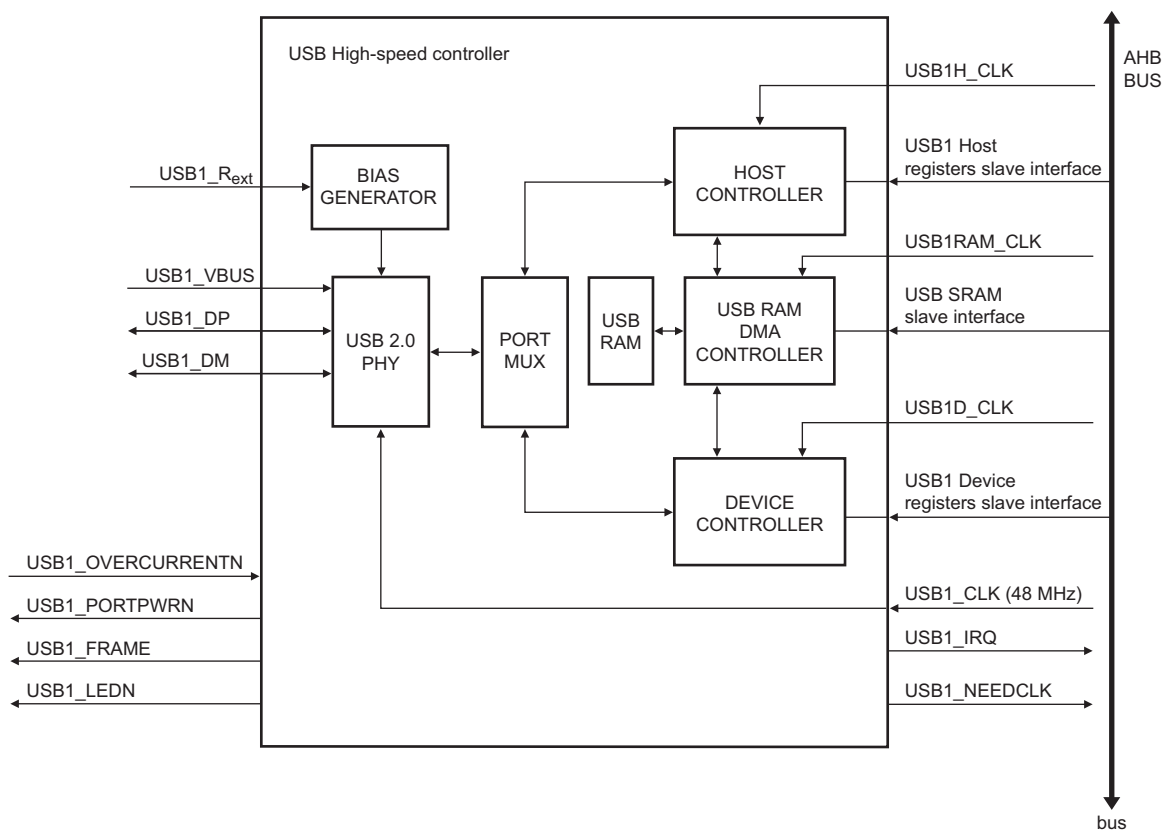 USB High-speed controller
USB1H_CLK
AHB
BUS
USB1 Host
registers slave interface
HOST
CONTROLLER
BIAS
GENERATOR
USB1_Rext
USB1RAM_CLK
USB1_VBUS
USB SRAM
slave interface
USB RAM
DMA
CONTROLLER
USB
RAM
PORT
MUX
USB 2.0
PHY
USB1_DP
USB1_DM
USB1D_CLK
USB1 Device
registers slave interface
DEVICE
CONTROLLER
USB1_OVERCURRENTN
USB1_PORTPWRN
USB1_FRAME
USB1_LEDN
USB1_CLK (48 MHz)
USB1_IRQ
USB1_NEEDCLK
bus